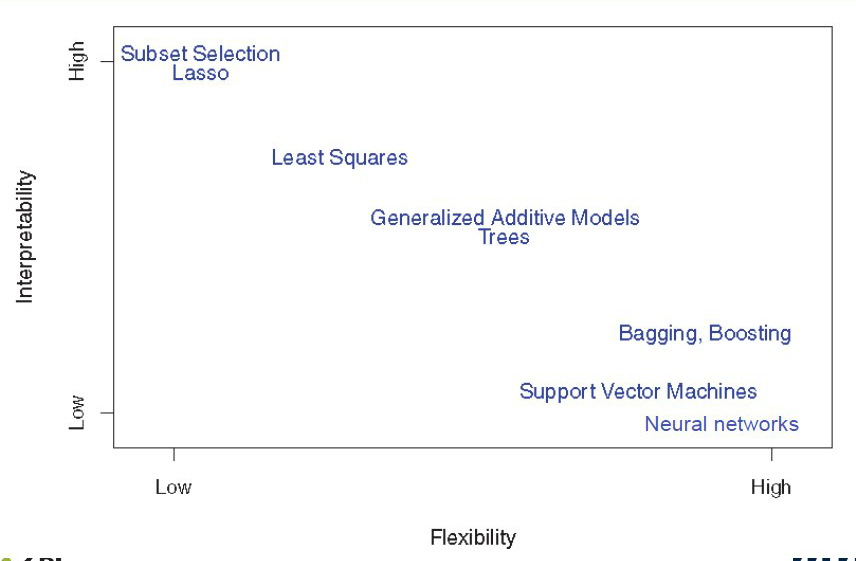 High
Subset Selection
Lasso
Least Squares
Interpretability
Generalized Additive Models
Trees
Bagging, Boosting
Support Vector Machines
Low
Neural networks
Low
High
Flexibility